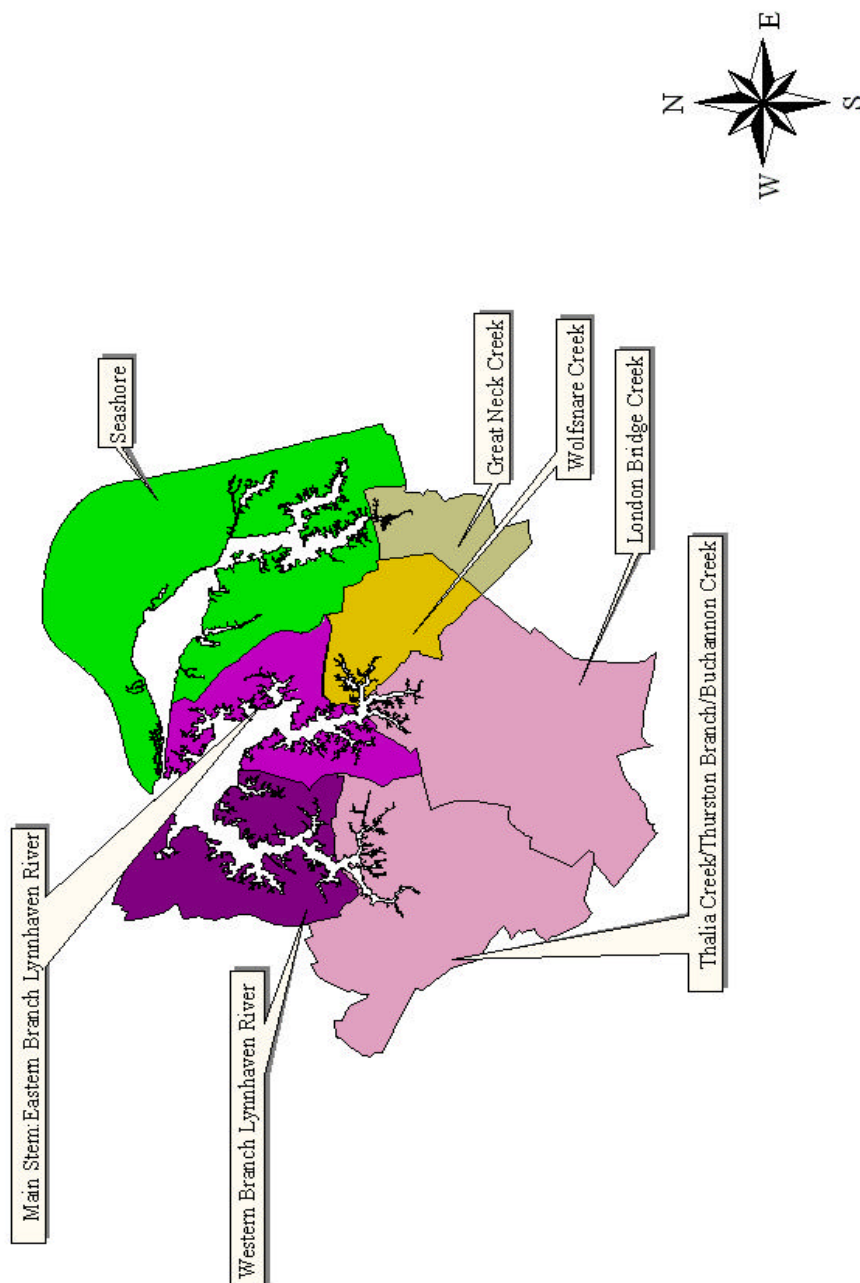 N
W
E
S
Seashore
Main Stem:Eastern Branch Lynnhaven River
Great Neck Creek
Wolfsnare Creek
Western Branch Lynnhaven River
London Bridge Creek
Thalia Creek/Thurston Branch/Buchannon Creek